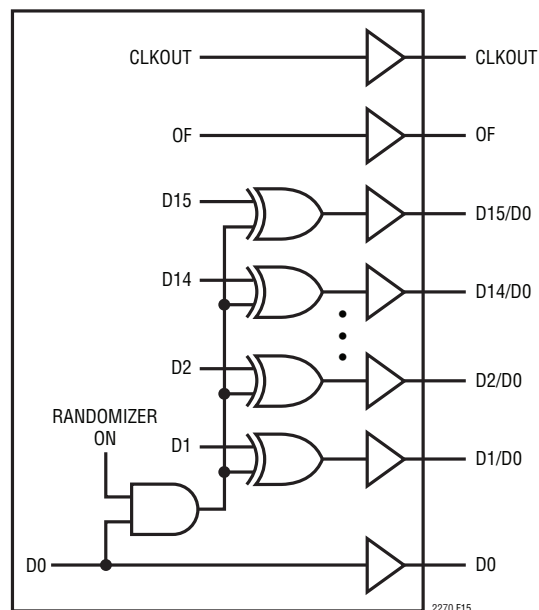 CLKOUT
CLKOUT
OF
OF
D15
D15/D0
D14
D14/D0
D2
D2/D0
RANDOMIZER
ON
D1
D1/D0
D0
D0
2270 F15